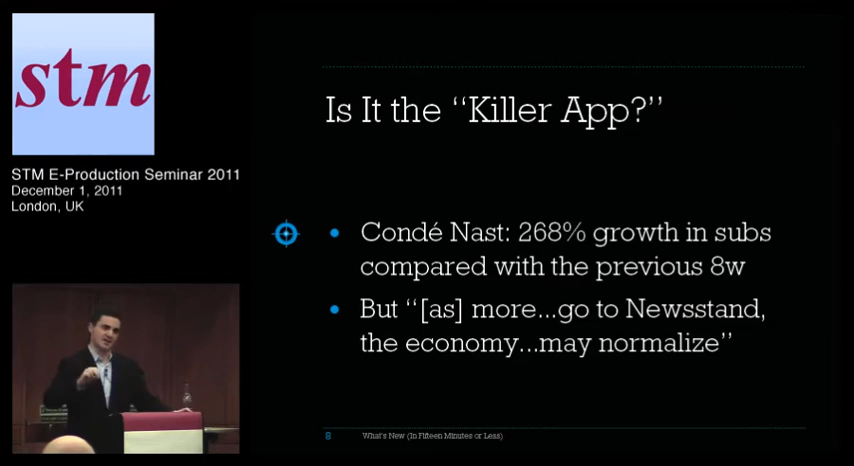 stm
STM E-Production Seminar 2011
December 1, 2011
London, UK
Is It the “Killer App?”
• Condé Nast: 268% growth in subs
compared with the previous 8w
• But “[as] more...go to Newsstand,
the economy...may normalize”
8 What's New (In Fifteen Minutes or Less)